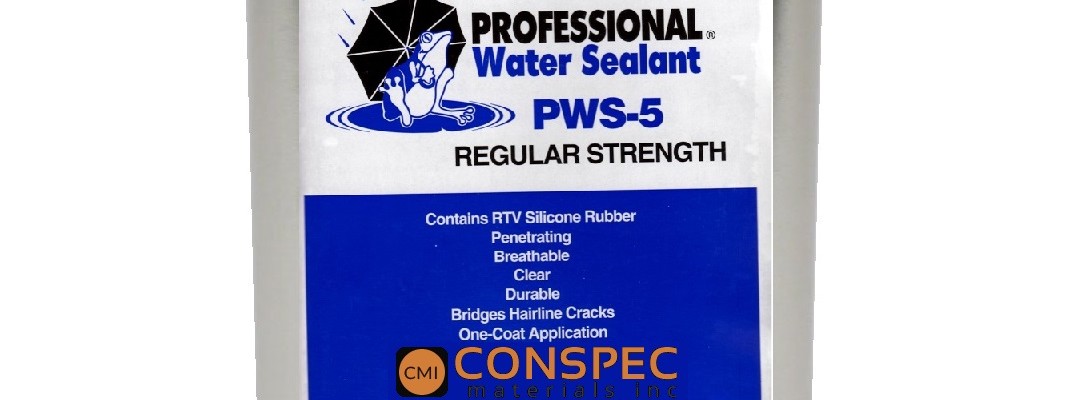 PROFESSIONAL®
Water Sealant
PWS-5
REGULAR STRENGTH
Contains RTV Silicone Rubber
Penetrating
Breathable
Clear
Durable
Bridges Hairline Cracks
One-Coat Application
CMI CONSPEC
materials inc